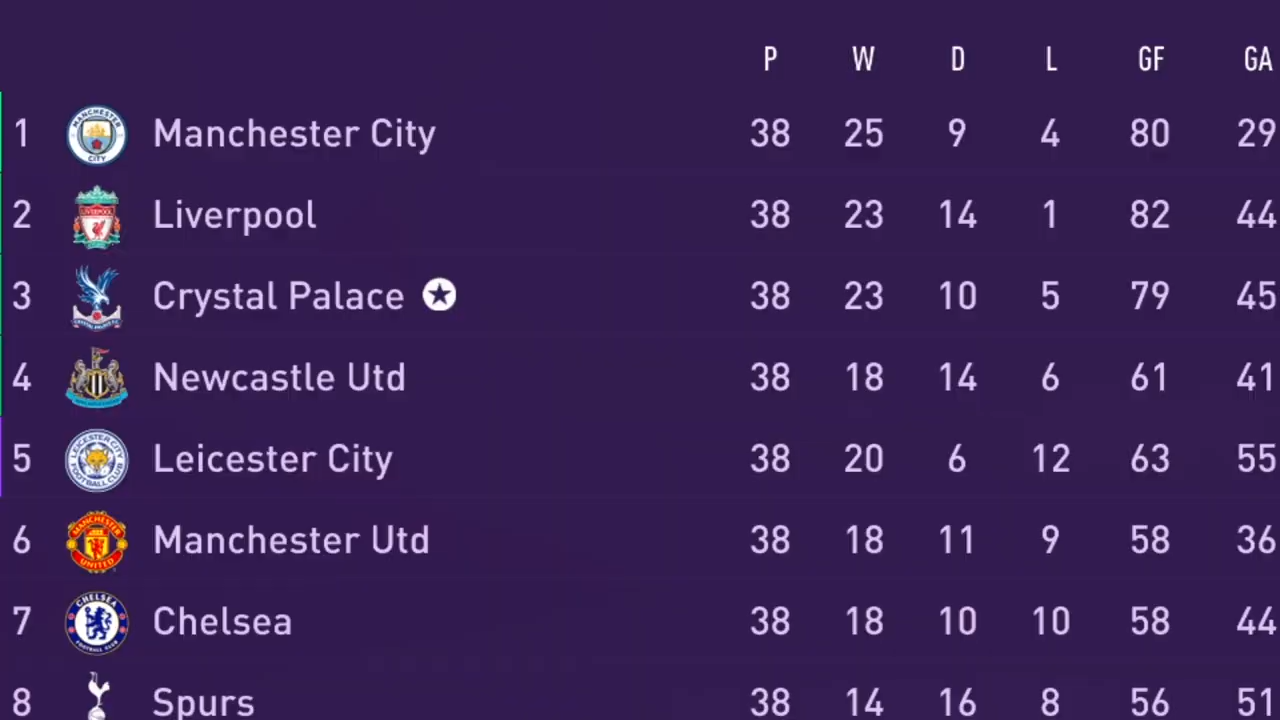 P W D L GF GA
1 Manchester City 38 25 9 4 80 29
2 Liverpool 38 23 14 1 82 44
3 Crystal Palace 38 23 10 5 79 45
4 Newcastle Utd 38 18 14 6 61 41
5 Leicester City 38 20 6 12 63 55
6 Manchester Utd 38 18 11 9 58 36
7 Chelsea 38 18 10 10 58 44
8 Spurs 38 14 16 8 56 51